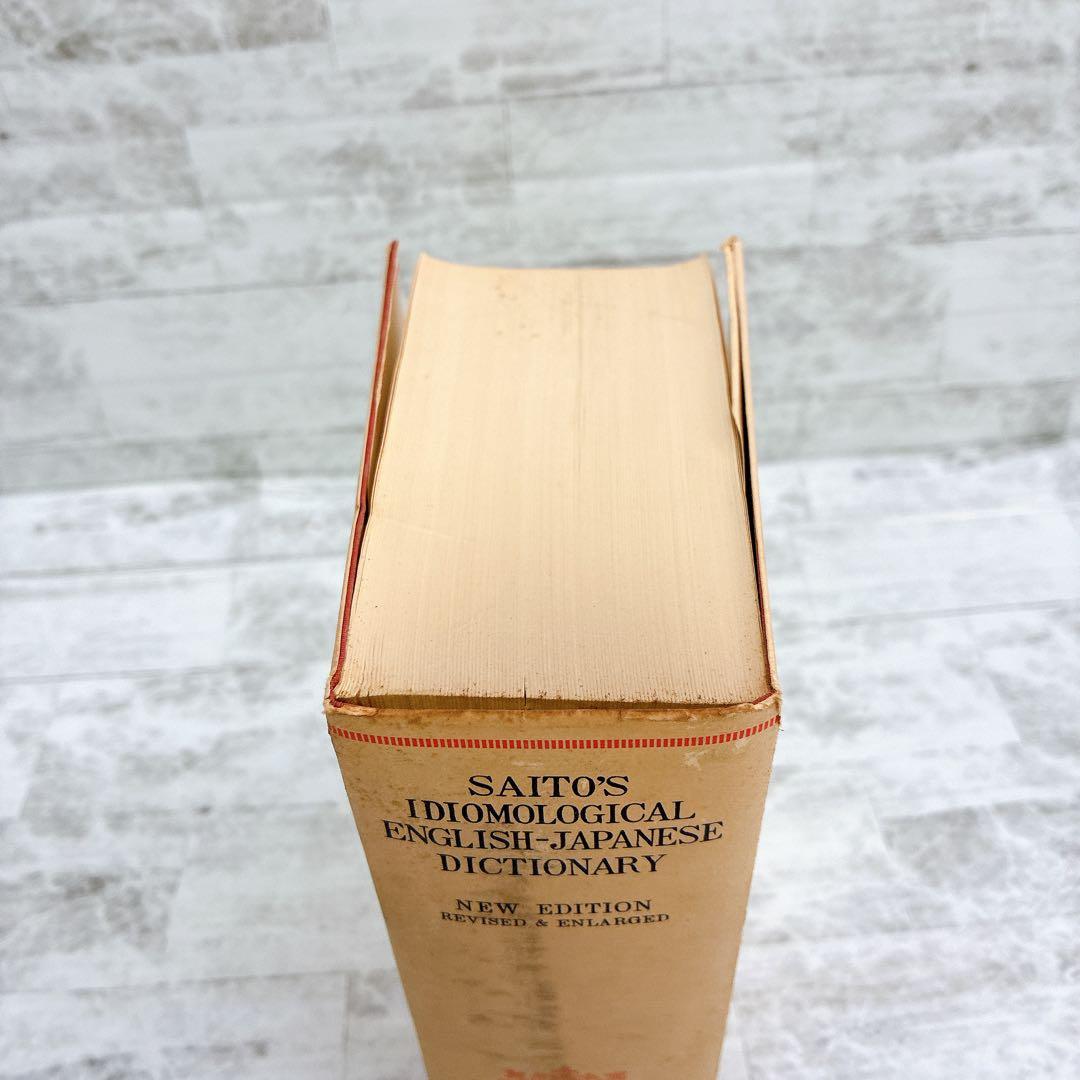 SAITO'S
IDIOMOLOGICAL
ENGLISH-JAPANESE
DICTIONARY
NEW EDITION
REVISED & ENLARGED